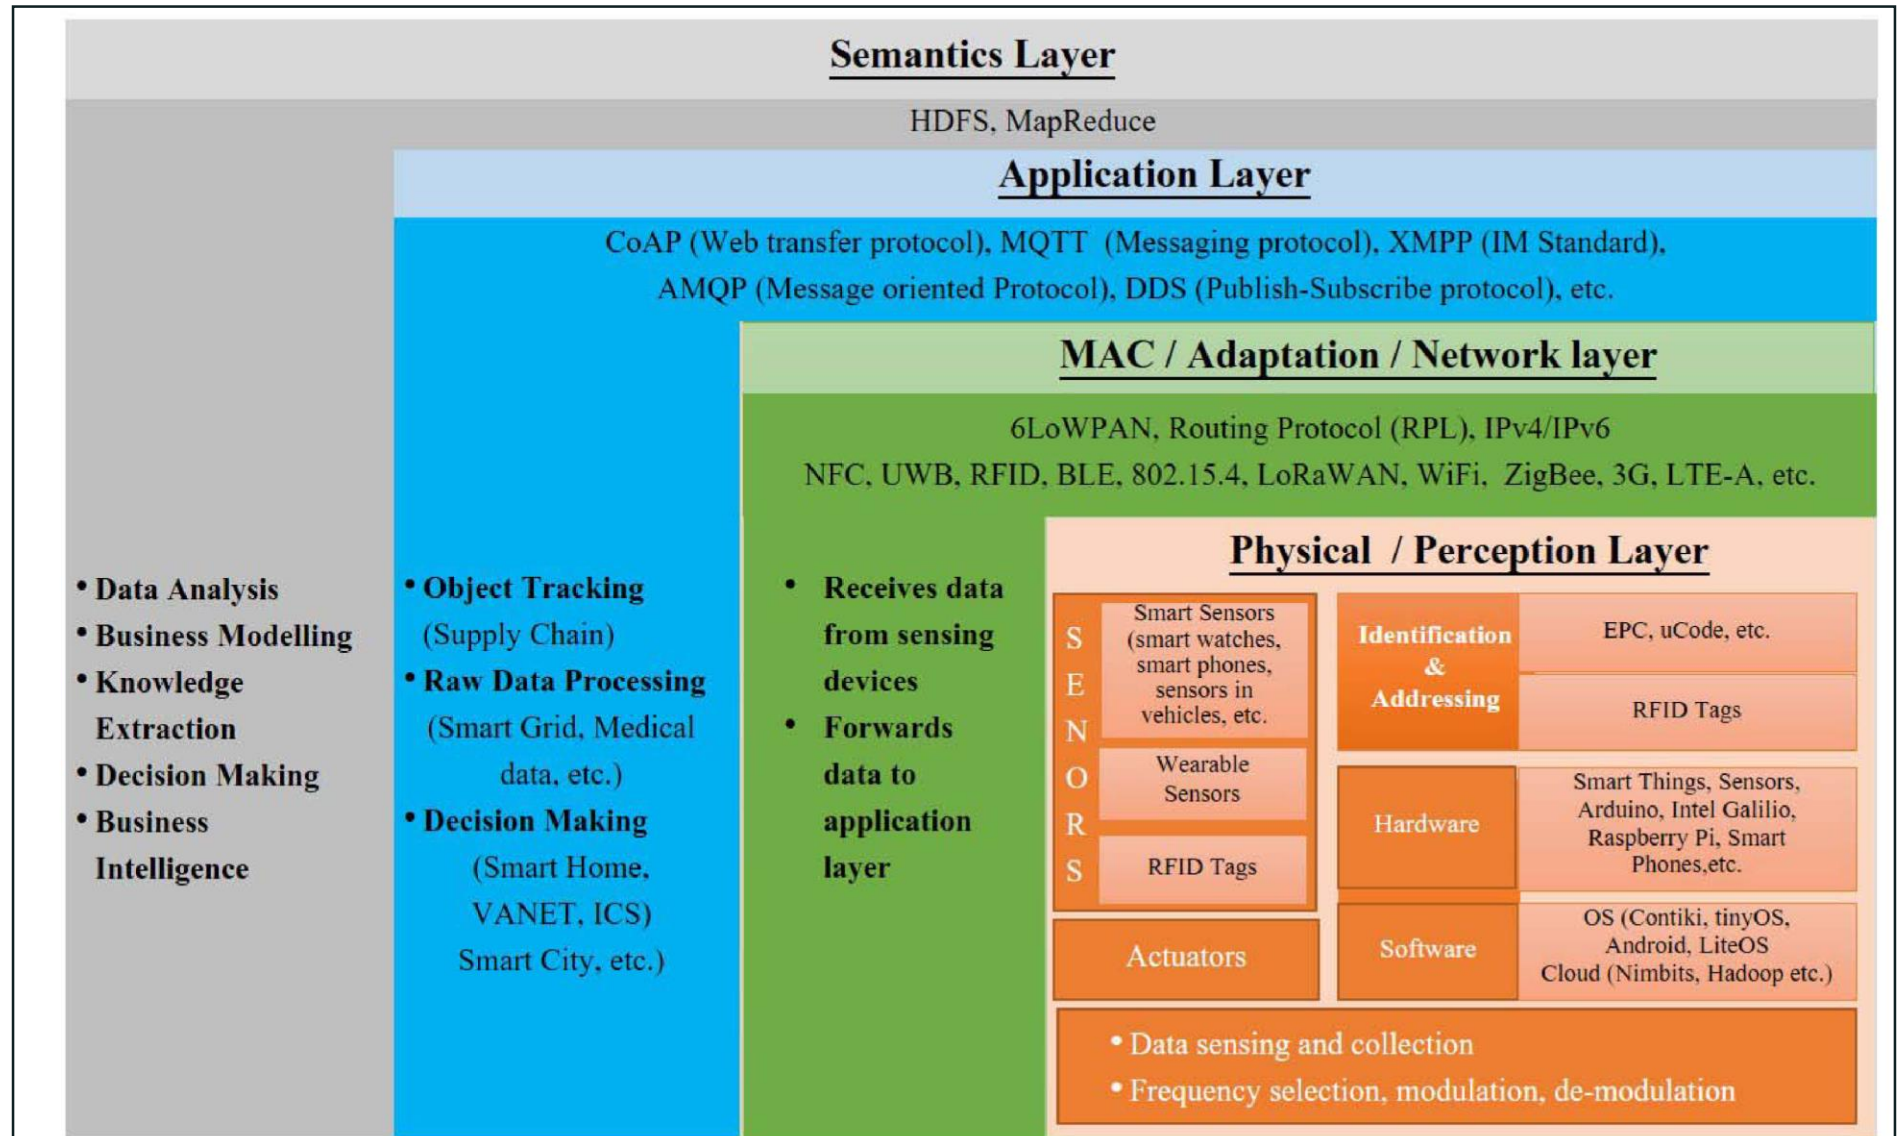 Semantics Layer
HDFS, MapReduce
Application Layer
CoAP (Web transfer protocol), MQTT (Messaging protocol), XMPP (IM Standard),
AMQP (Message oriented Protocol), DDS (Publish-Subscribe protocol), etc.
MAC / Adaptation / Network layer
6LoWPAN, Routing Protocol (RPL), IPv4/IPv6
NFC, UWB, RFID, BLE, 802.15.4, LoRaWAN, WiFi, ZigBee, 3G, LTE-A, etc.
• Data Analysis
• Business Modelling
• Knowledge
Extraction
• Decision Making
• Business
Intelligence
• Object Tracking
(Supply Chain)
• Raw Data Processing
(Smart Grid, Medical
data, etc.)
• Decision Making
(Smart Home,
VANET, ICS)
Smart City, etc.)
• Receives data
from sensing
devices
• Forwards
data to
application
layer
Physical / Perception Layer
S
E
N
O
R
S
Smart Sensors
(smart watches,
smart phones,
sensors in
vehicles, etc.
Wearable
Sensors
RFID Tags
Actuators
Identification
&
Addressing
EPC, uCode, etc.
RFID Tags
Hardware
Smart Things, Sensors,
Arduino, Intel Galilio,
Raspberry Pi, Smart
Phones,etc.
Software
OS (Contiki, tinyOS,
Android, LiteOS
Cloud (Nimbits, Hadoop etc.)
• Data sensing and collection
• Frequency selection, modulation, de-modulation